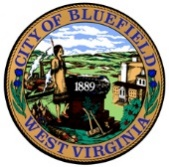 CITY OF BLUEFIELD
1889
WEST VIRGINIA